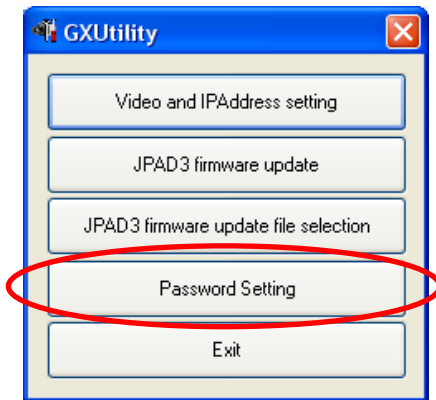 GXUtility
Video and IPAddress setting
JPAD3 firmware update
JPAD3 firmware update file selection
Password Setting
Exit